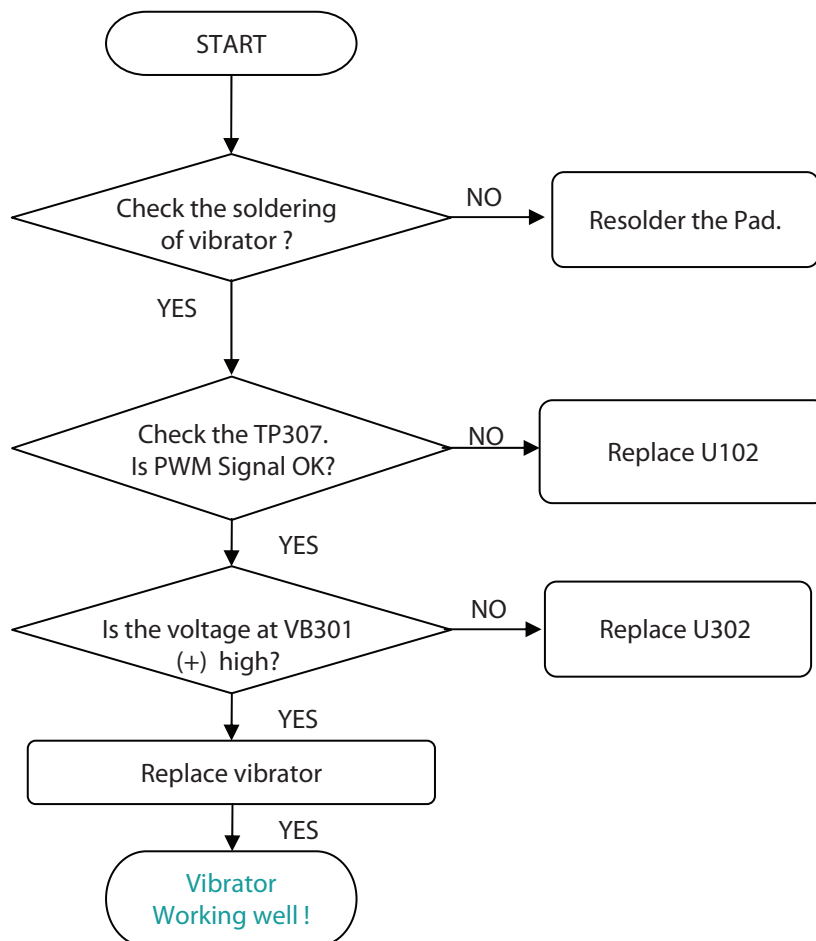 START
Check the soldering
of vibrator ?
NO
Resolder the Pad.
YES
Check the TP307.
Is PWM Signal OK?
NO
Replace U102
YES
Is the voltage at VB301
(+) high?
NO
Replace U302
YES
Replace vibrator
YES
Vibrator
Working well !